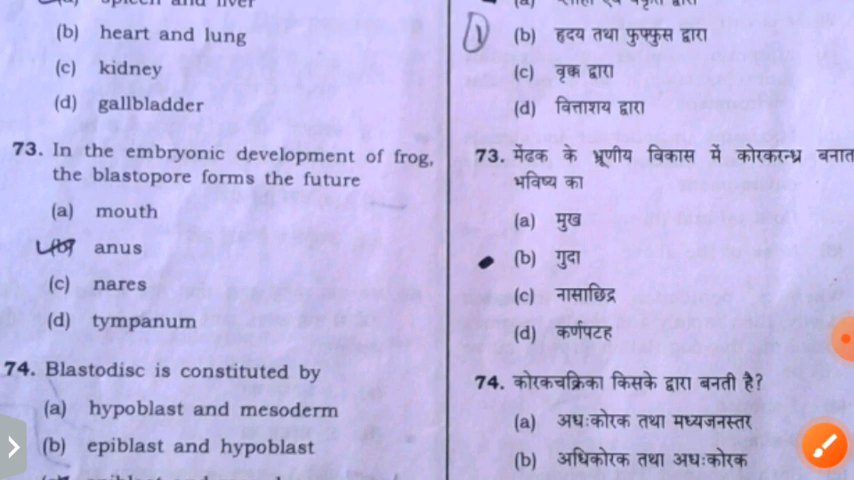 (b) heart and lung
(c) kidney
(d) gallbladder
73. In the embryonic development of frog,
the blastopore forms the future
(a) mouth
(b) anus
(c) nares
(d) tympanum
74. Blastodisc is constituted by
(a) hypoblast and mesoderm
(b) epiblast and hypoblast
(b) हृदय तथा फुफ्फुस द्वारा
(c) वृक्क द्वारा
(d) वित्ताशय द्वारा
73. मेंढक के भ्रूणीय विकास में कोरकरन्ध्र बनात
भविष्य का
(a) मुख
(b) गुदा
(c) नासाछिद्र
(d) कर्णपटह
74. कोरकचक्रिका किसके द्वारा बनती है?
(a) अधःकोरक तथा मध्यजनस्तर
(b) अधिकोरक तथा अधःकोरक